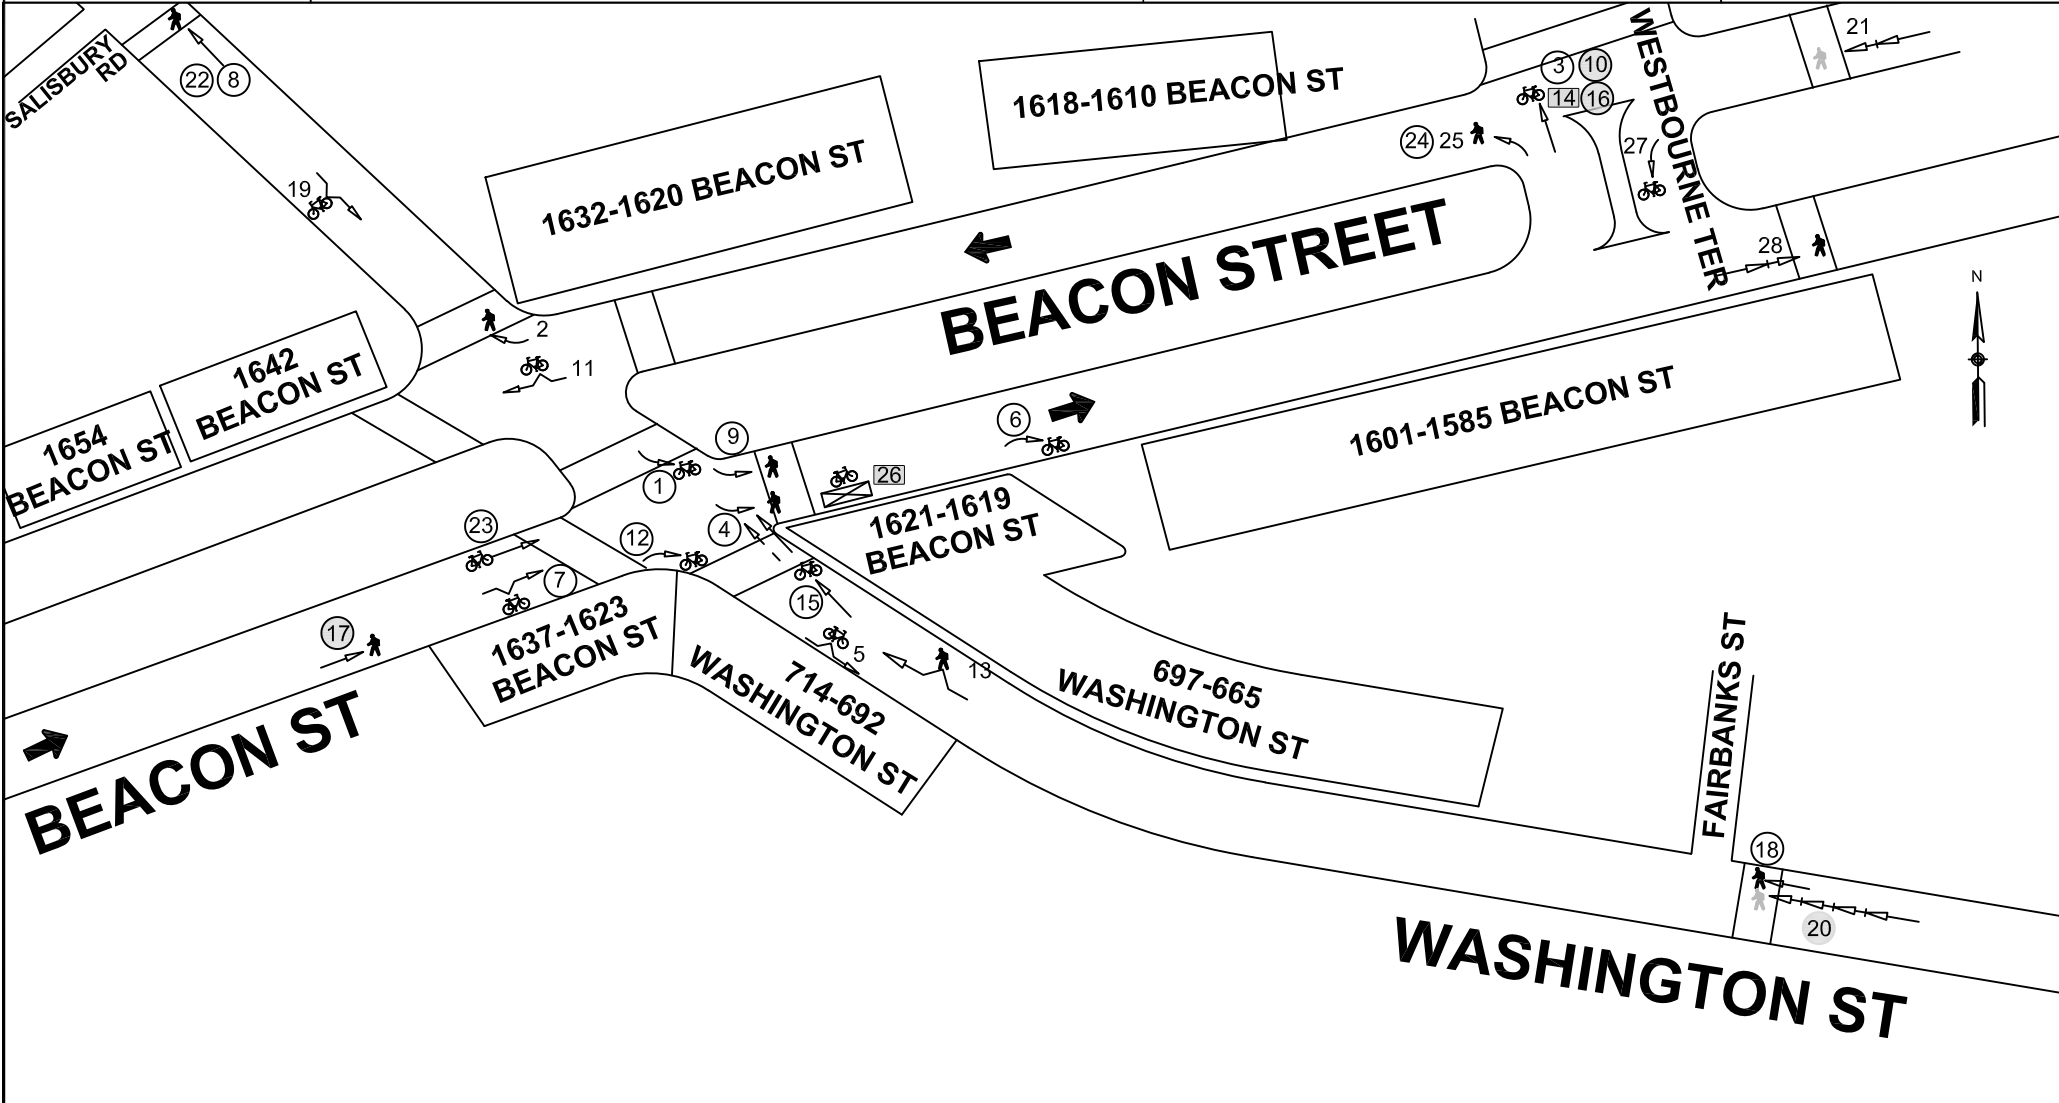 SALISBURY
RD
22 8
19
1632-1620 BEACON ST
1618-1610 BEACON ST
3 10
14 16
24 25
WESTBOURNE TER
21
27
28
N
BEACON STREET
2
11
1642
BEACON ST
1654
BEACON ST
9
1
6
26
1601-1585 BEACON ST
23
12
4
7
1621-1619
BEACON ST
15
17
5
13
1637-1623
BEACON ST
714-692
WASHINGTON ST
697-665
WASHINGTON ST
BEACON ST
FAIRBANKS ST
18
20
WASHINGTON ST